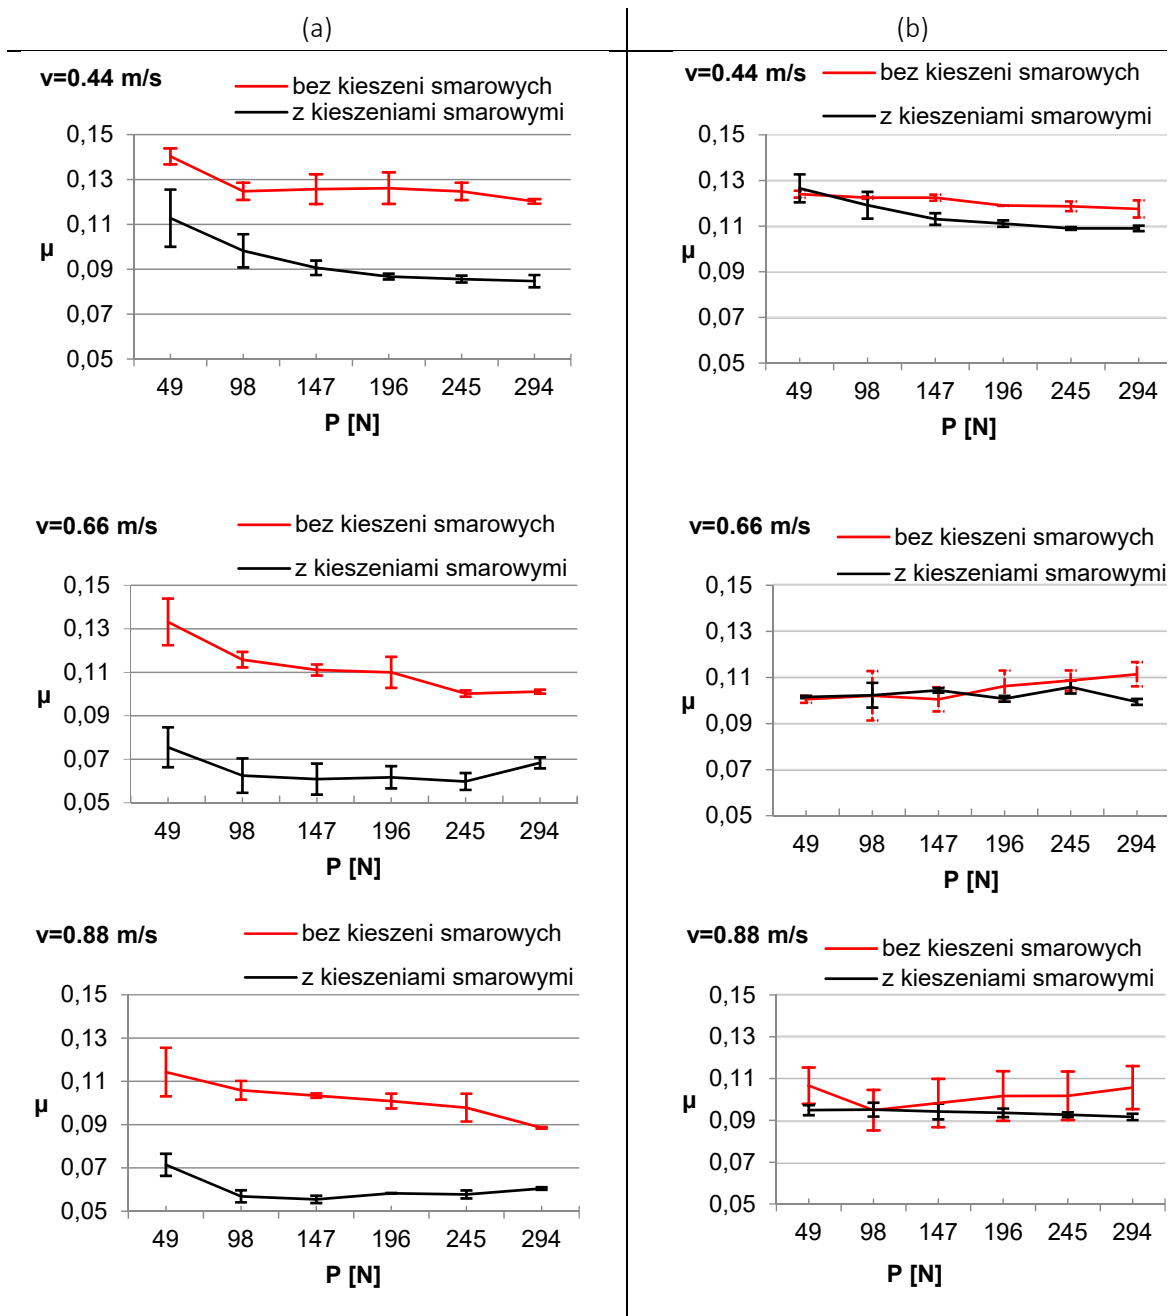 (a)
v=0.44 m/s
bez kieszeni smarowych
z kieszeniami smarowymi
0,15
0,13
0,11
0,09
0,07
0,05
μ
49 98 147 196 245 294
P [N]
v=0.66 m/s
bez kieszeni smarowych
z kieszeniami smarowymi
0,15
0,13
0,11
0,09
0,07
0,05
μ
49 98 147 196 245 294
P [N]
v=0.88 m/s
bez kieszeni smarowych
z kieszeniami smarowymi
0,15
0,13
0,11
0,09
0,07
0,05
μ
49 98 147 196 245 294
P [N]
(b)
v=0.44 m/s
bez kieszeni smarowych
z kieszeniami smarowymi
0,15
0,13
0,11
0,09
0,07
0,05
μ
49 98 147 196 245 294
P [N]
v=0.66 m/s
bez kieszeni smarowych
z kieszeniami smarowymi
0,15
0,13
0,11
0,09
0,07
0,05
μ
49 98 147 196 245 294
P [N]
v=0.88 m/s
bez kieszeni smarowych
z kieszeniami smarowymi
0,15
0,13
0,11
0,09
0,07
0,05
μ
49 98 147 196 245 294
P [N]